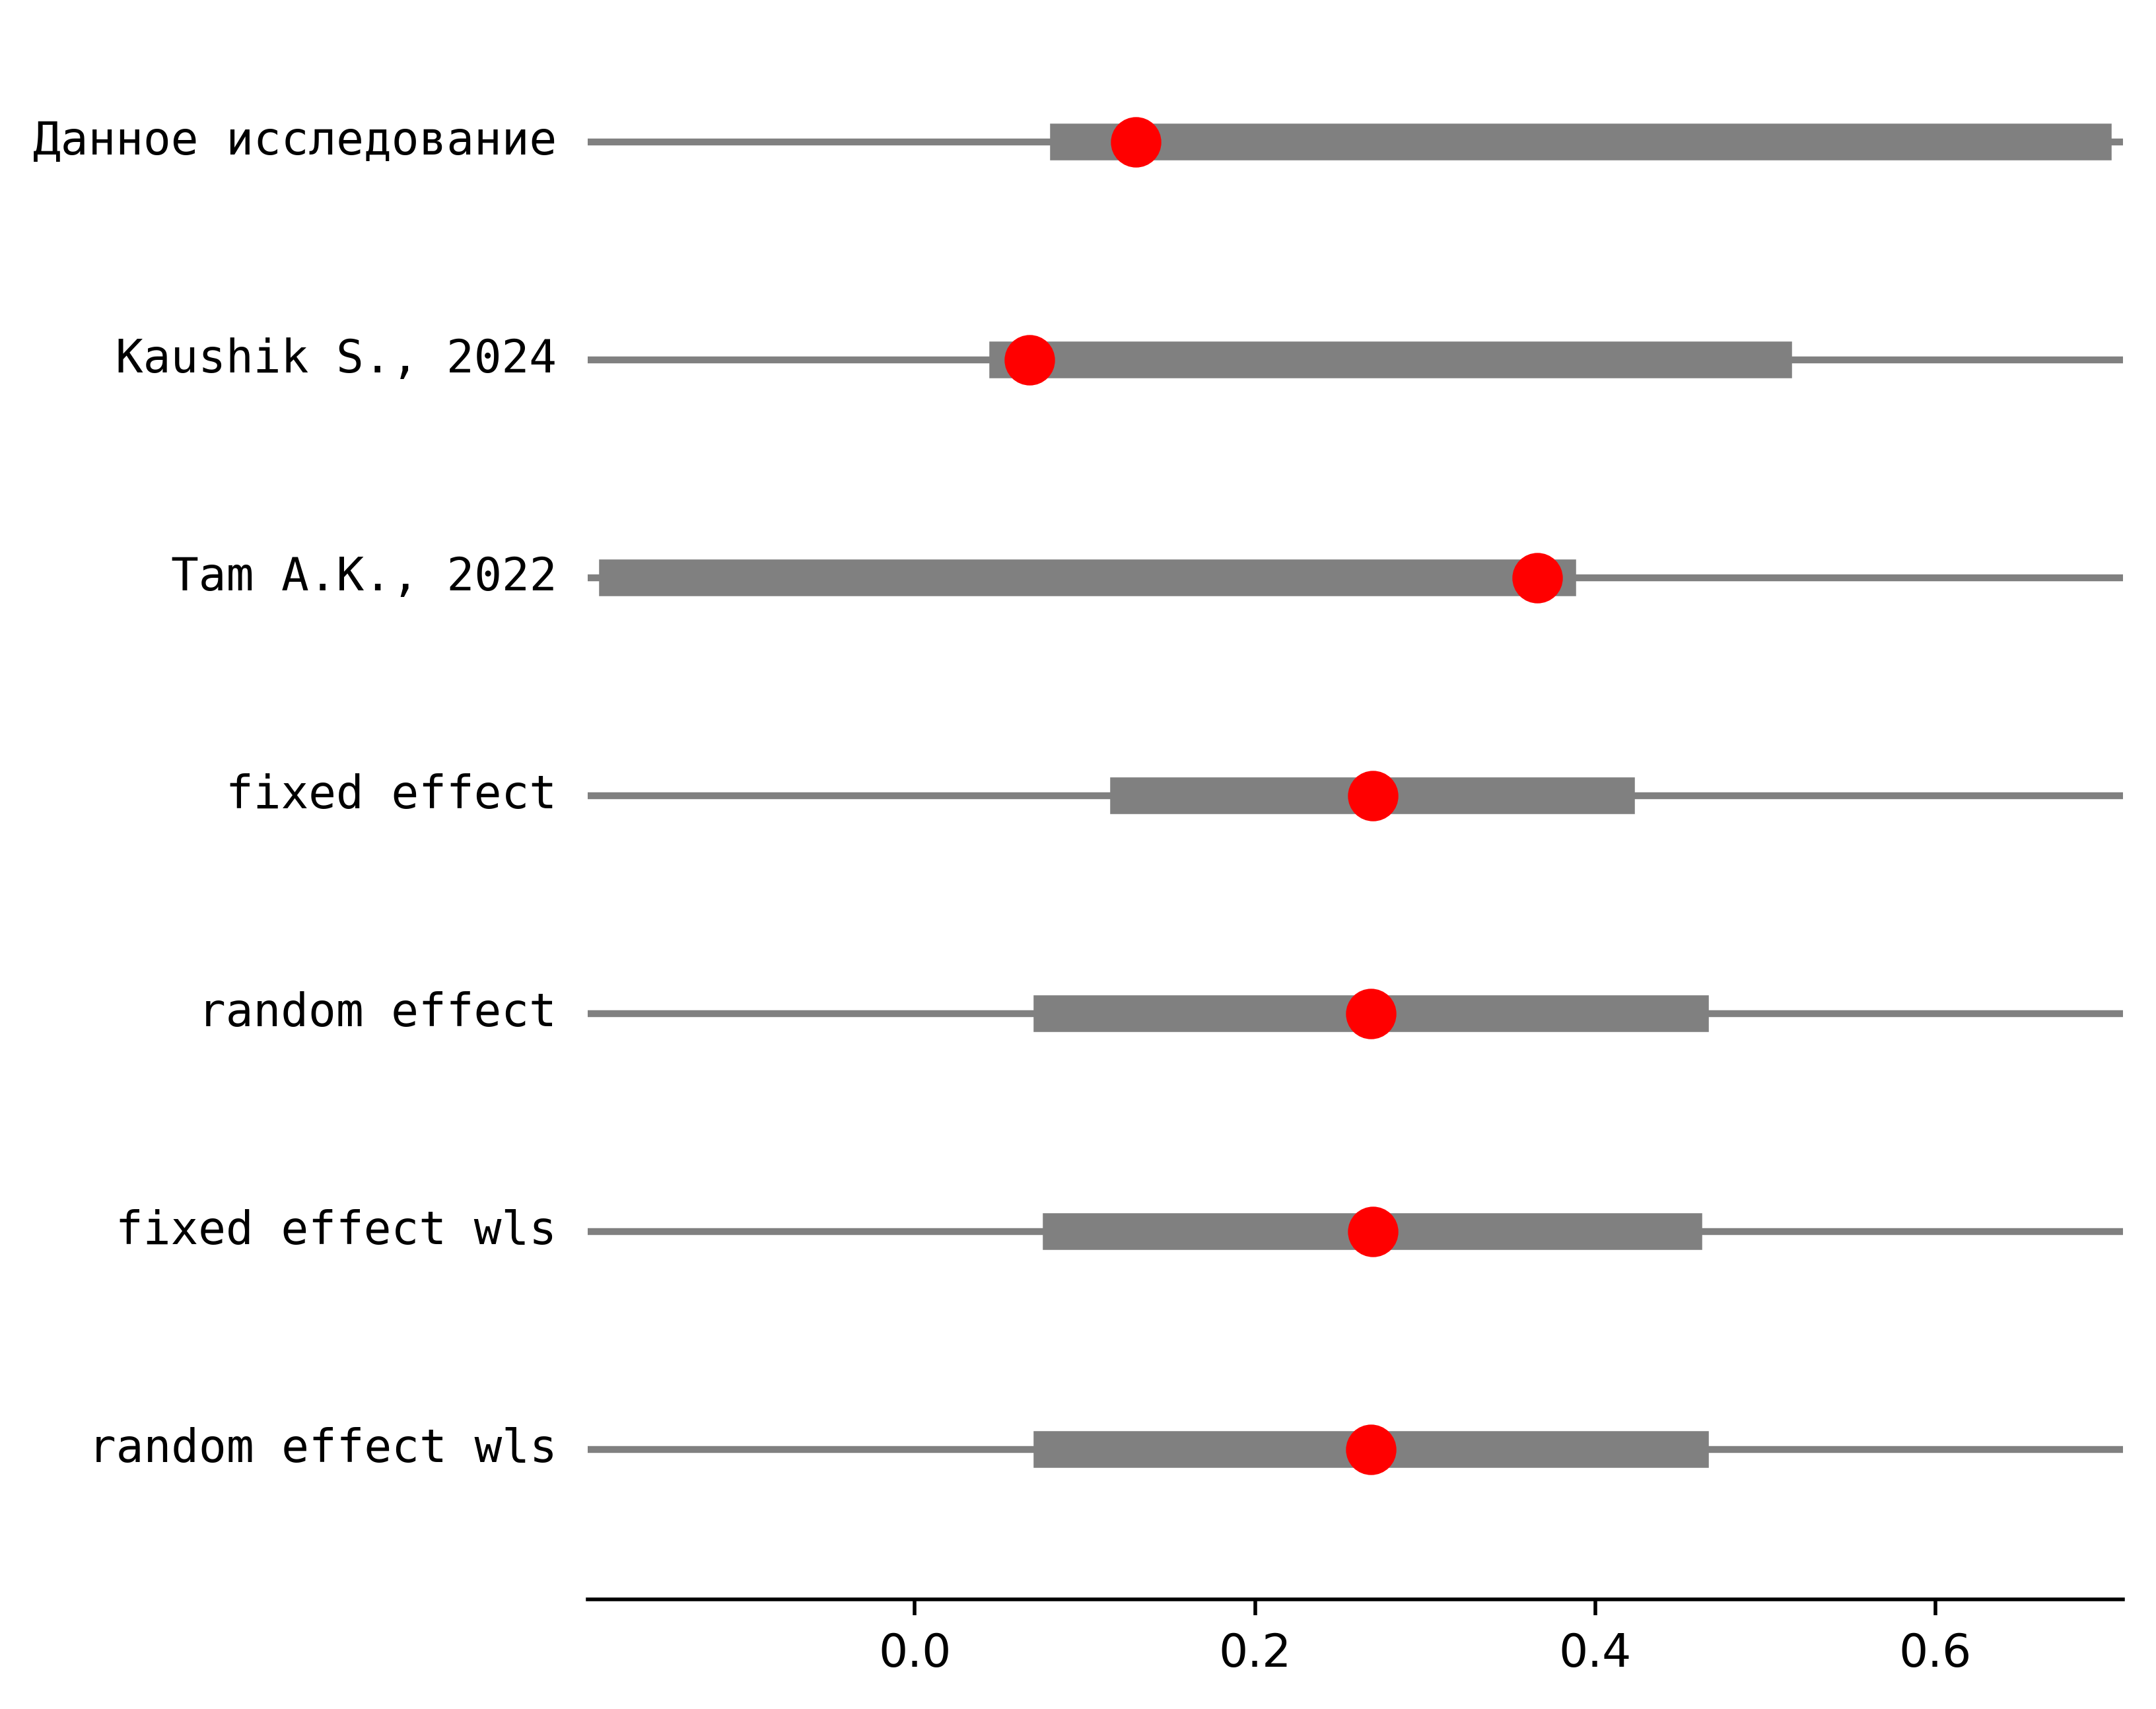 Данное исследование
Kaushik S., 2024
Tam A.K., 2022
fixed effect
random effect
fixed effect wls
random effect wls
0.0 0.2 0.4 0.6